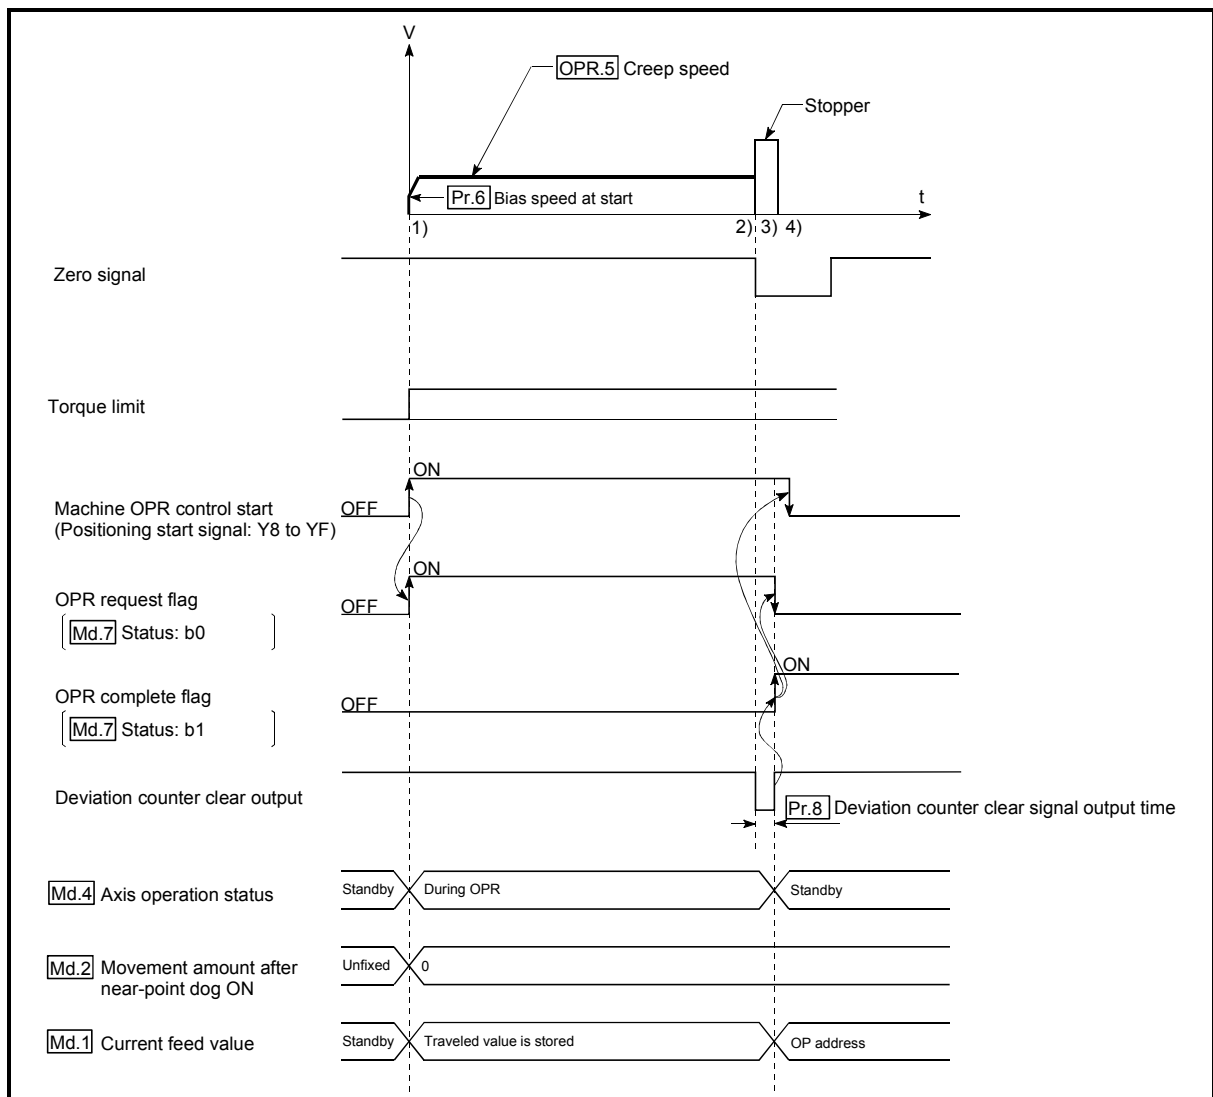 V
OPR.5 Creep speed
Stopper
Pr.6 Bias speed at start
t
1)
2) 3) 4)
Zero signal
Torque limit
ON
Machine OPR control start
(Positioning start signal: Y8 to YF)
OFF
ON
OPR request flag
OFF
Md.7 Status: b0
ON
OPR complete flag
OFF
Md.7 Status: b1
Deviation counter clear output
Pr.8 Deviation counter clear signal output time
Md.4 Axis operation status
Standby
During OPR
Standby
Md.2 Movement amount after
near-point dog ON
Unfixed
0
Md.1 Current feed value
Standby
Traveled value is stored
OP address